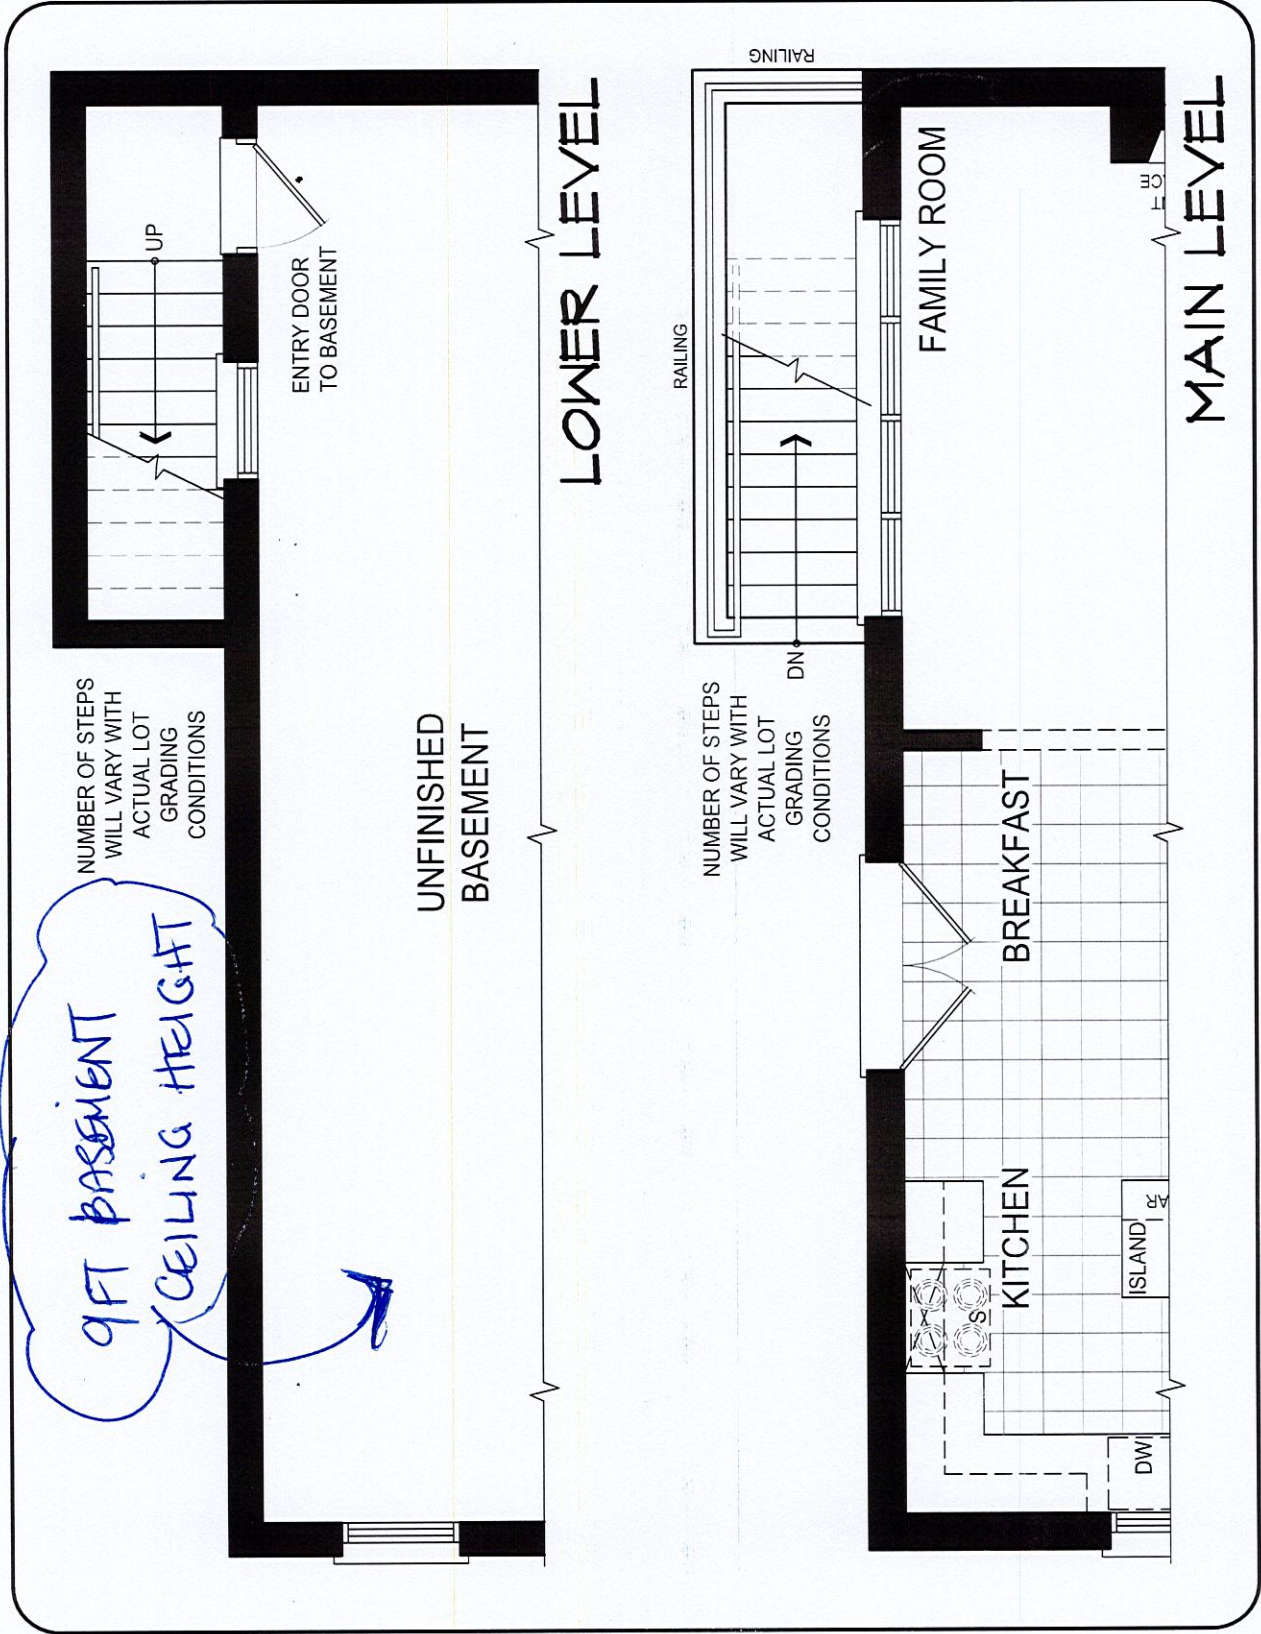 9FT BASEMENT
CEILING HEIGHT
NUMBER OF STEPS
WILL VARY WITH
ACTUAL LOT
GRADING
CONDITIONS
UP
ENTRY DOOR
TO BASEMENT
UNFINISHED
BASEMENT
LOWER LEVEL
RAILING
RAILING
NUMBER OF STEPS
WILL VARY WITH
ACTUAL LOT
GRADING
CONDITIONS
DN
FAMILY ROOM
BREAKFAST
KITCHEN
S
ISLAND
DW
MAIN LEVEL